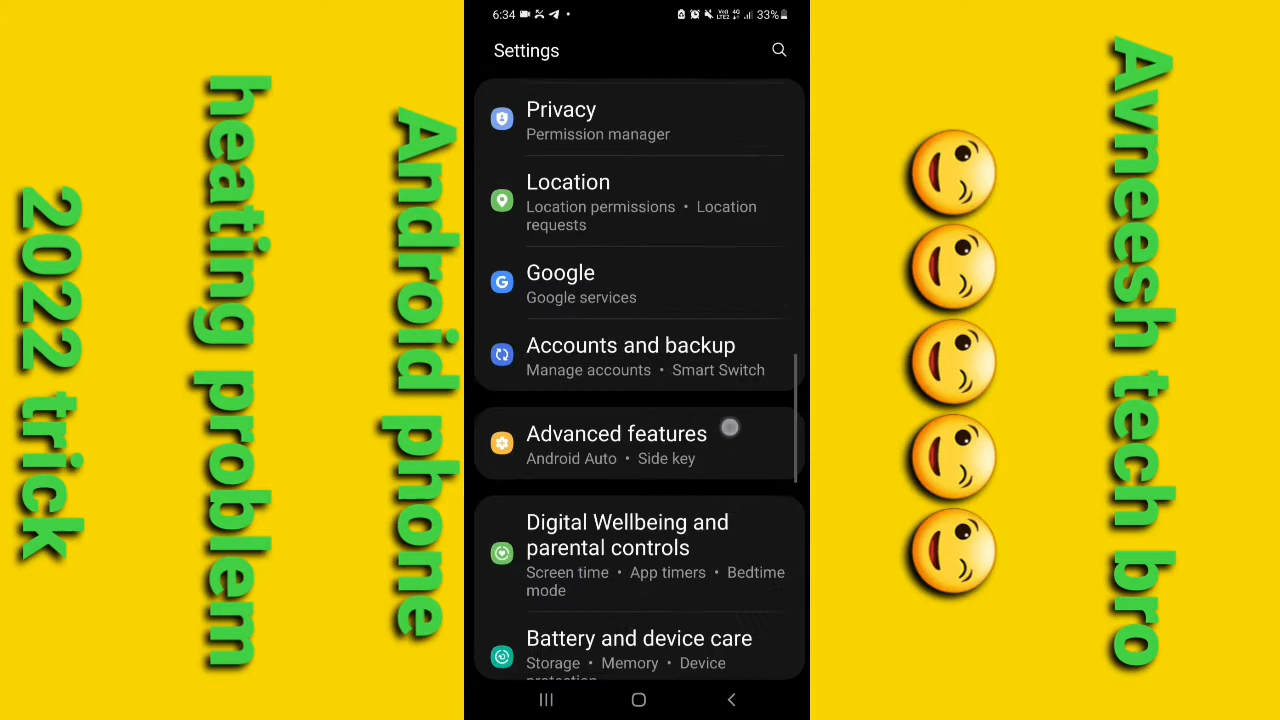 2022 trick
heating problem
Android phone
6:34
33%
Settings
Privacy
Permission manager
Location
Location permissions • Location
requests
Google
Google services
Accounts and backup
Manage accounts • Smart Switch
Advanced features
Android Auto • Side key
Digital Wellbeing and
parental controls
Screen time • App timers • Bedtime
mode
Battery and device care
Storage • Memory • Device
protection
Avneesh tech bro